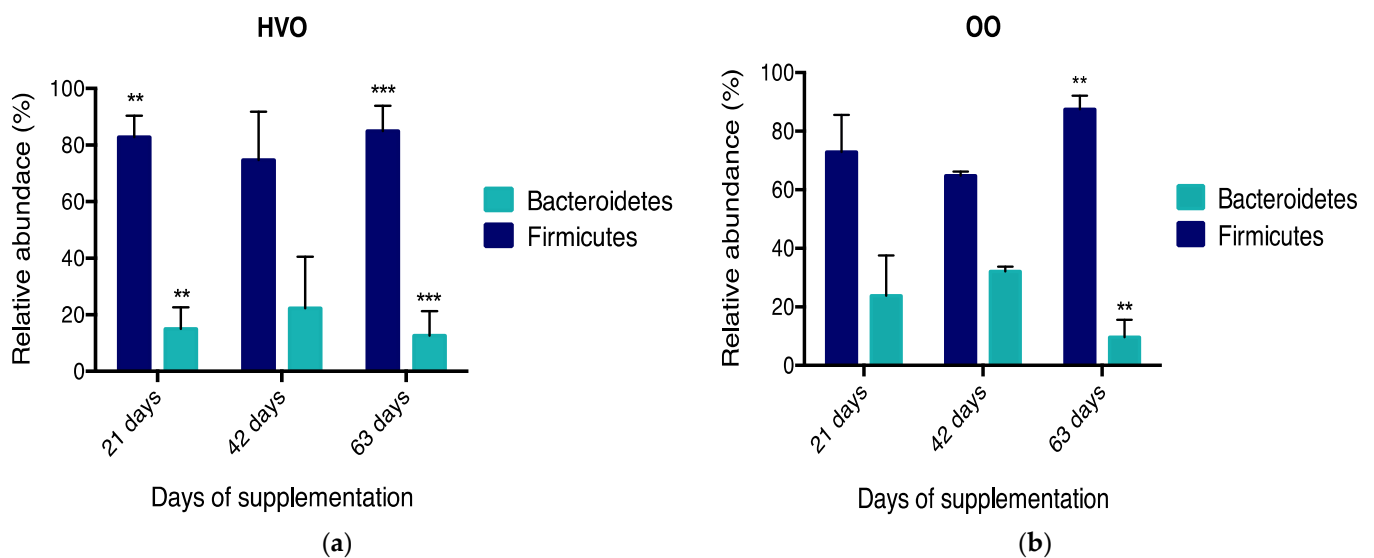 HVO
Relative abundace (%)
100
80
60
40
20
0
**
**
***
***
21 days
42 days
63 days
Days of supplementation
Bacteroidetes
Firmicutes
(a)
OO
Relative abundance (%)
100
80
60
40
20
0
**
**
21 days
42 days
63 days
Days of supplementation
Bacteroidetes
Firmicutes
(b)